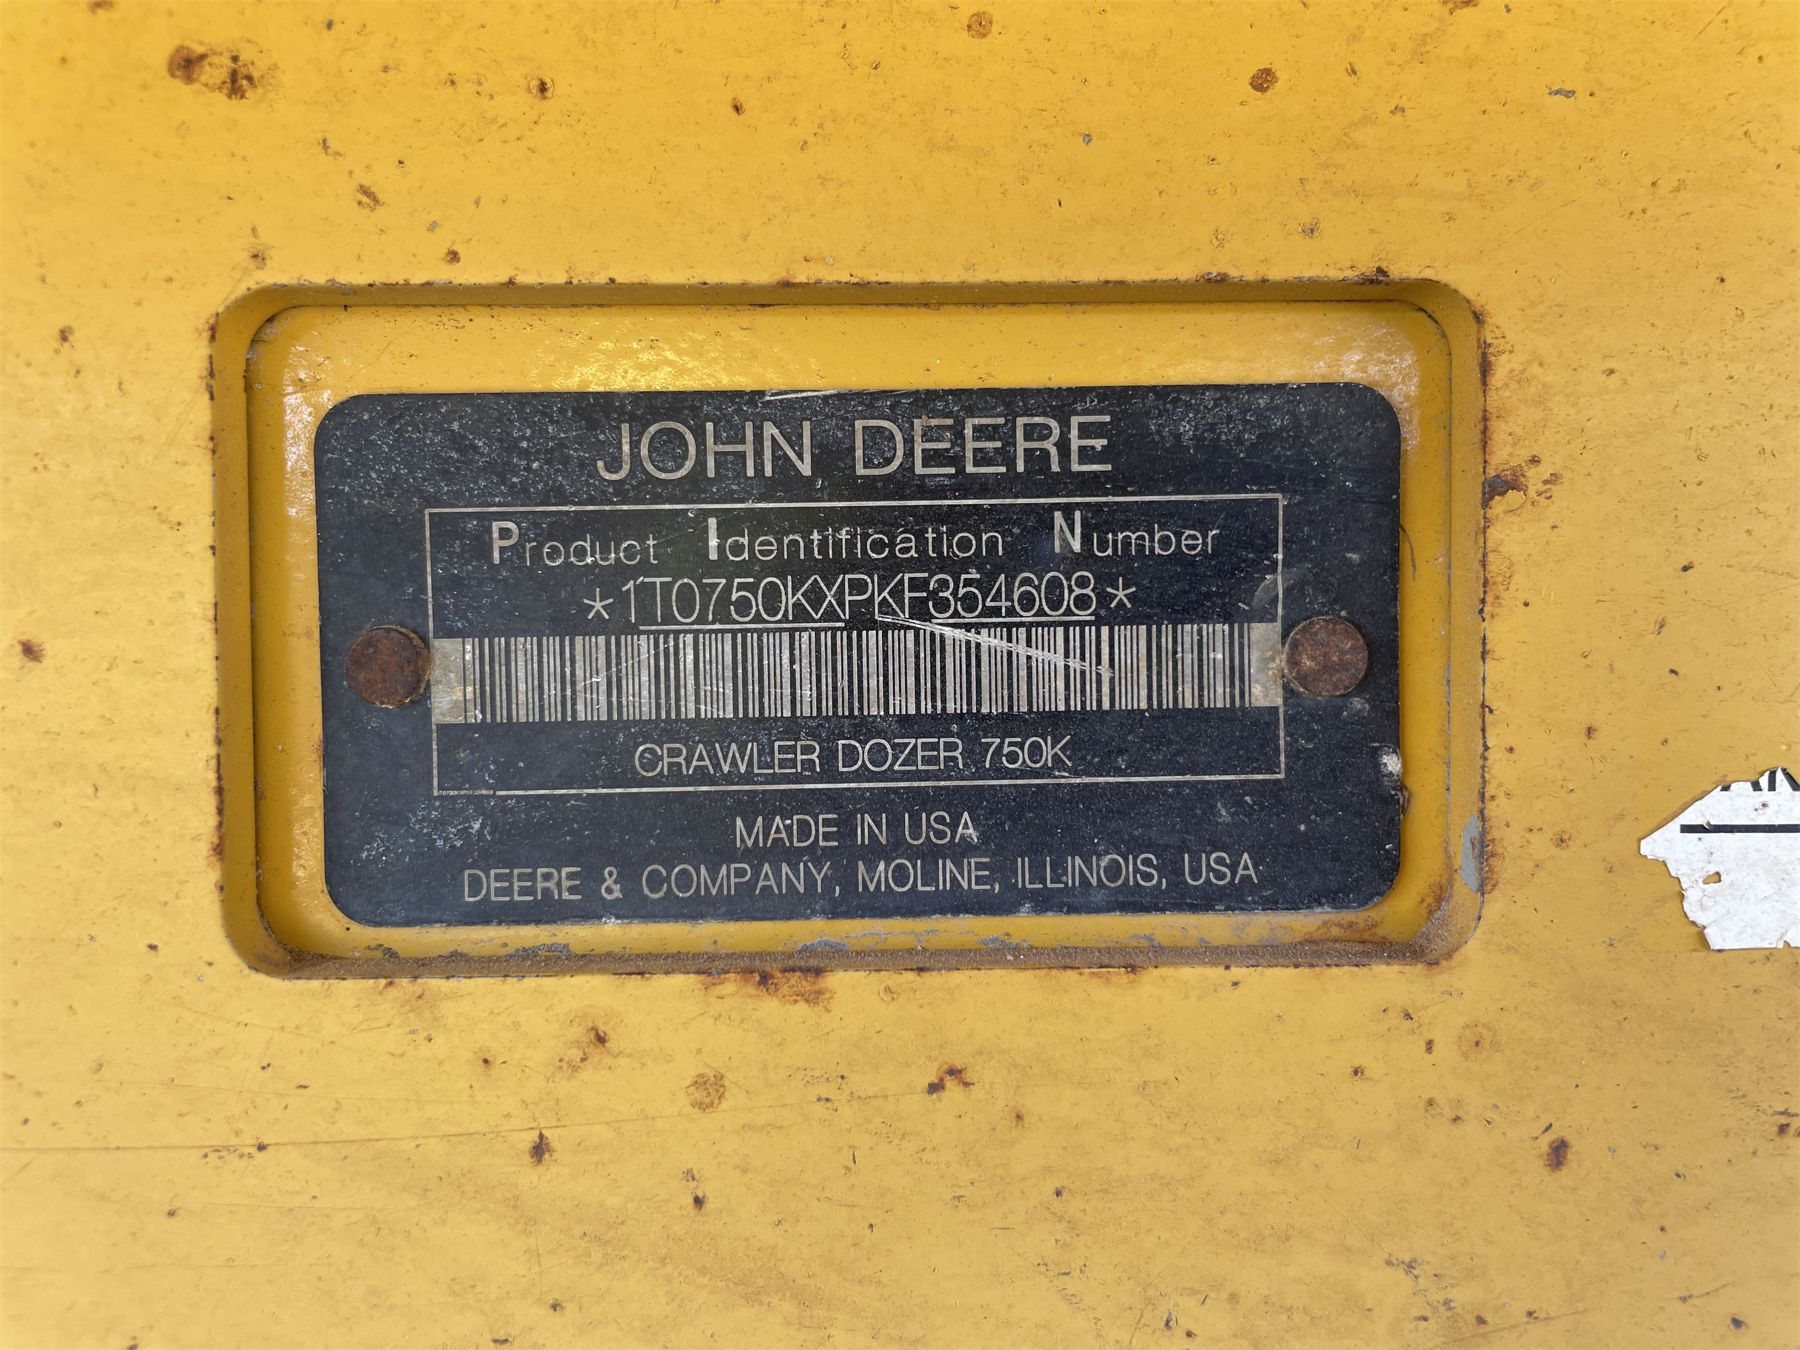 JOHN DEERE
Product Identification Number
*1T0750KXPKF354608*
CRAWLER DOZER 750K
MADE IN USA
DEERE & COMPANY, MOLINE, ILLINOIS, USA